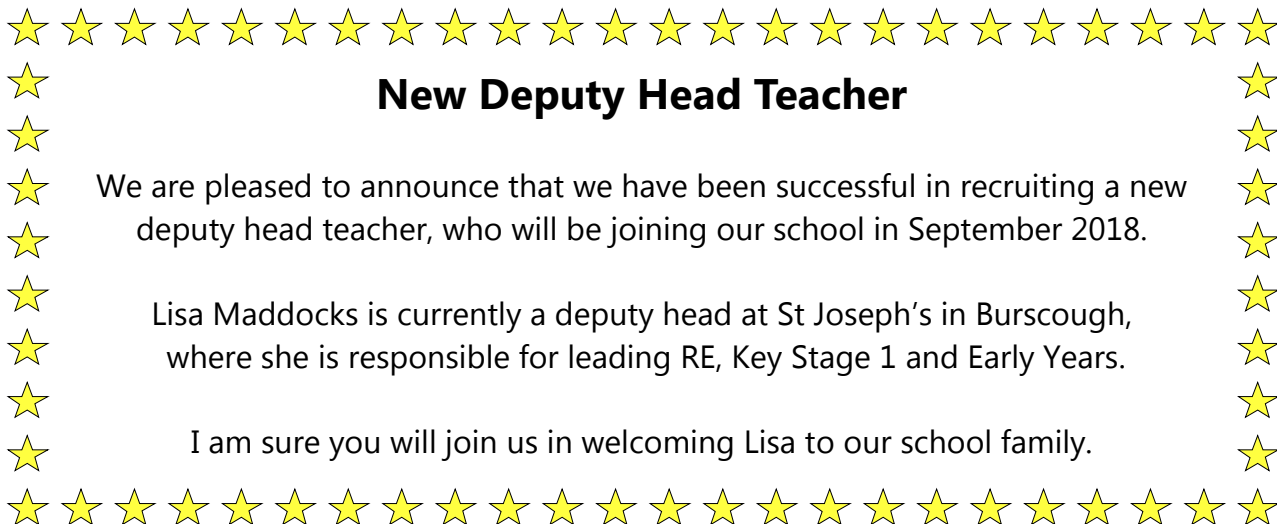 New Deputy Head Teacher
We are pleased to announce that we have been successful in recruiting a new
deputy head teacher, who will be joining our school in September 2018.
Lisa Maddocks is currently a deputy head at St Joseph’s in Burscough,
where she is responsible for leading RE, Key Stage 1 and Early Years.
I am sure you will join us in welcoming Lisa to our school family.